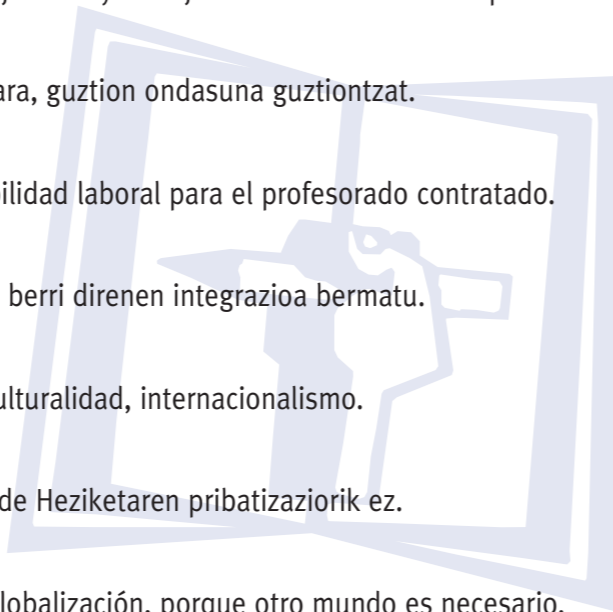 ara, guztion ondasuna guztiontzat.
ilidad laboral para el profesorado contratado.
berri direnen integrazioa bermatu.
ulturalidad, internacionalismo.
de Heziketaren pribatizaziorik ez.
lobalización, porque otro mundo es necesario.